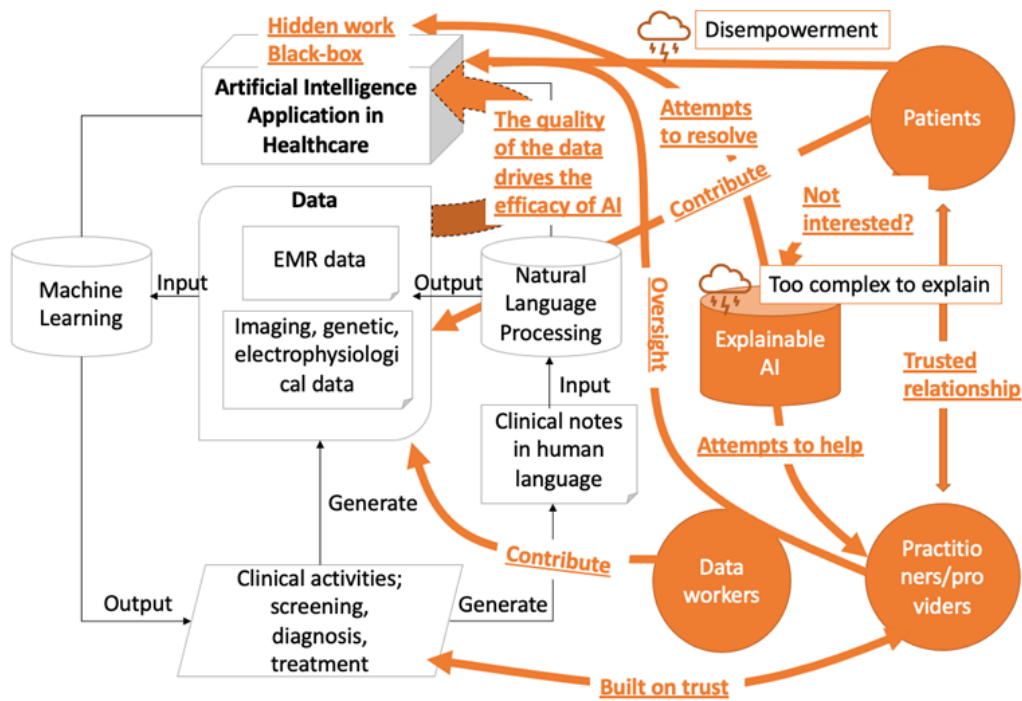 Hidden work
Black-box
Disempowerment
Artificial Intelligence
Application in
Healthcare
Attempts
to resolve
Patients
The quality
of the data
drives the
efficacy of AI
Contribute
Data
Not
interested?
EMR data
Natural
Language
Processing
Too complex to explain
Machine
Learning
Input
Output
Imaging, genetic,
electrophysiologi
cal data
Oversight
Explainable
AI
Trusted
relationship
Input
Clinical notes
in human
language
Attempts to help
Generate
Contribute
Data
workers
Practitio
ners/pro
viders
Clinical activities;
screening,
diagnosis,
treatment
Output
Generate
Built on trust